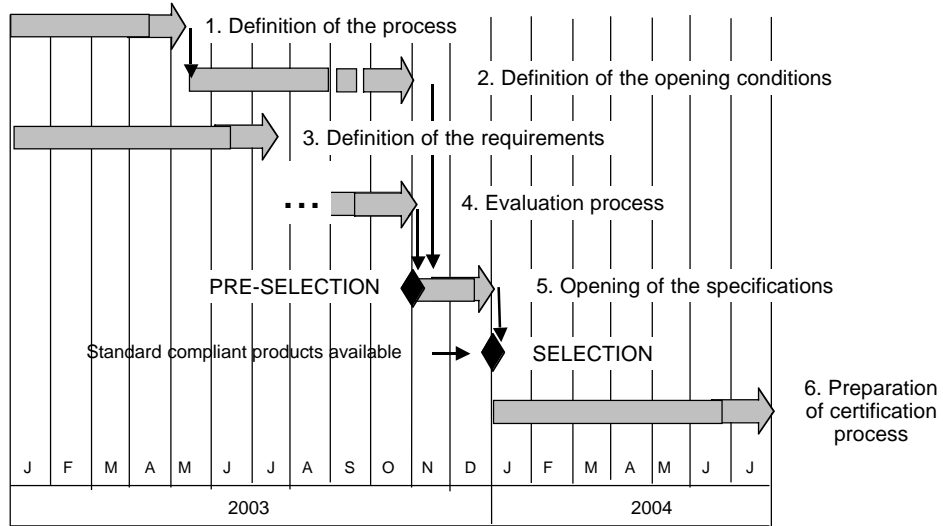 1. Definition of the process
2. Definition of the opening conditions
3. Definition of the requirements
...
4. Evaluation process
PRE-SELECTION
5. Opening of the specifications
Standard compliant products available
SELECTION
6. Preparation
of certification
process
J F M A M J J A S O N D J F M A M J J
2003 2004